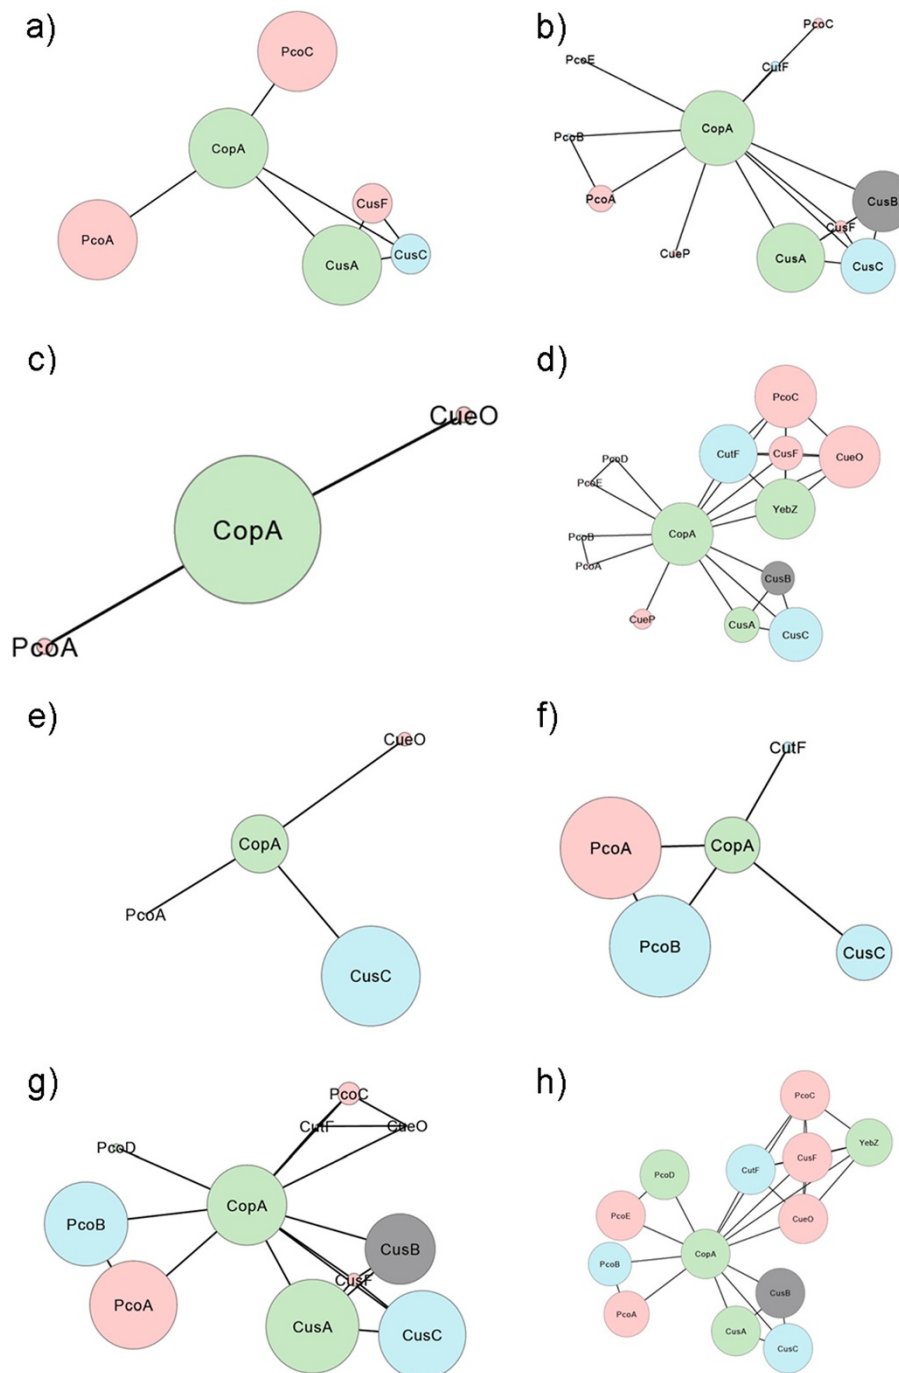 a)
PcoC
CopA
CusF
PcoA
CusC
CusA
b)
PcoC
PcoE
CutF
CopA
PcoB
PcoA
CusB
CusF
CueP
CusA
CusC
c)
CueO
CopA
PcoA
d)
PcoC
CutF
CusF
CueO
PcoD
PcoE
YebZ
CopA
PcoB
PcoA
CusB
CueP
CusA
CusC
e)
CueO
CopA
PcoA
CusC
f)
CutF
PcoA
CopA
PcoB
CusC
g)
PcoC
CutF
CueO
PcoD
CopA
PcoB
CusB
CusF
PcoA
CusA
CusC
h)
PcoC
YebZ
CusF
CutF
PcoD
PcoE
CueO
CopA
PcoB
CusB
PcoA
CusA
CusC